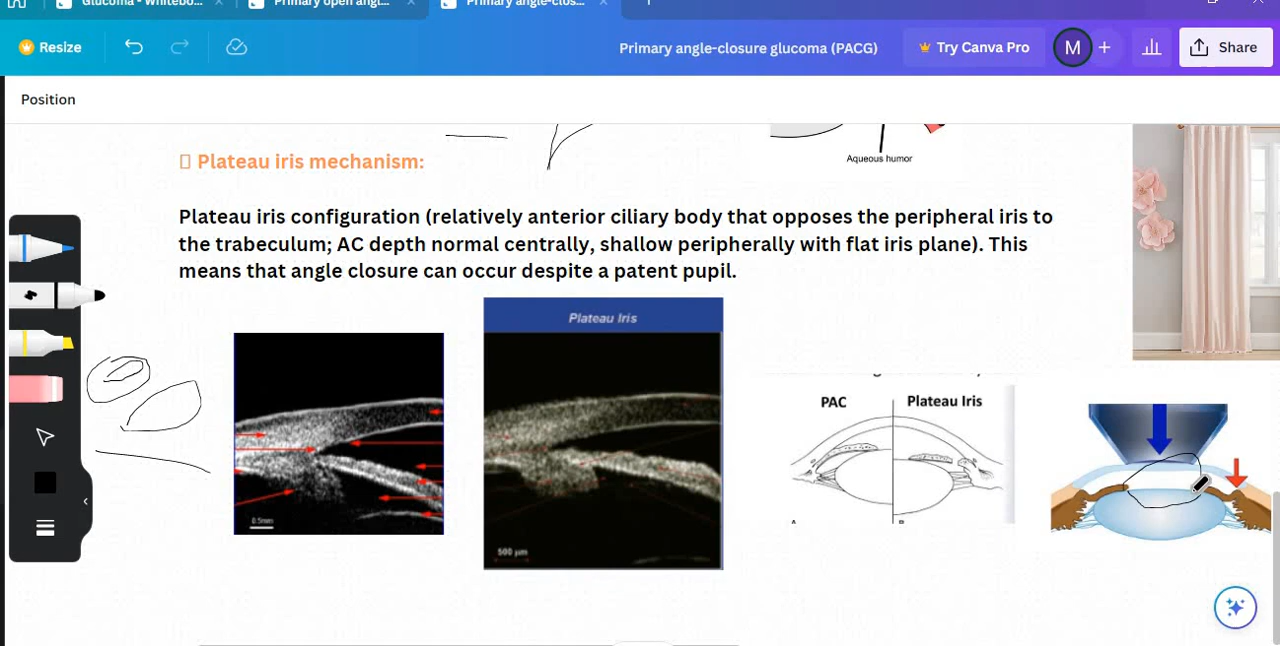 Glucoma - Whitebo...
Primary open angl...
Primary angle-clos...
Resize
Primary angle-closure glucoma (PACG)
Try Canva Pro
M
Share
Position
Aqueous humor
Plateau iris mechanism:
Plateau iris configuration (relatively anterior ciliary body that opposes the peripheral iris to
the trabeculum; AC depth normal centrally, shallow peripherally with flat iris plane). This
means that angle closure can occur despite a patent pupil.
Plateau Iris
PAC
Plateau Iris
0.5mm
500 µm